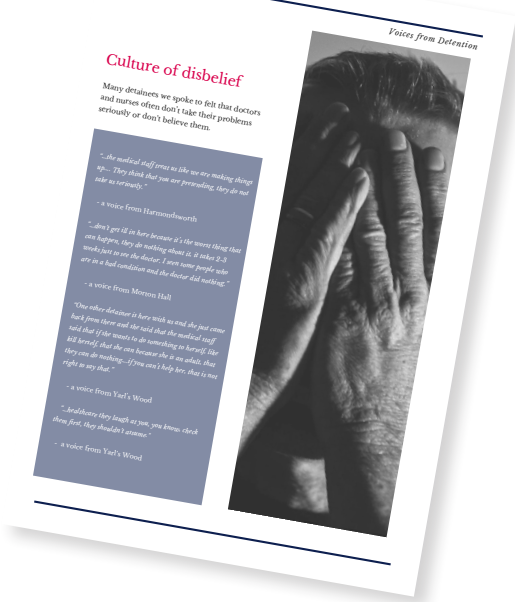 Voices from Detention
Culture of disbelief
Many detainees we spoke to felt that doctors
and nurses often don't take their problems
seriously or don't believe them.
"...the medical staff treat us like we are making things
up.... They think that you are pretending, they do not
take us seriously."
- a voice from Harmondsworth
"...don't get ill in here because it's the worst thing that
can happen, they do nothing about it, it takes 2-3
weeks just to see the doctor. I seen some people who
are in a bad condition and the doctor did nothing."
- a voice from Morton Hall
"One other detainee is here with us and she just came
back from there and she said that the medical staff
said that if she wants to do something to herself, like
kill herself, that she can because she is an adult, that
they can do nothing...if you can't help her, that is not
right to say that."
- a voice from Yarl's Wood
"...healthcare they laugh at you, you know, check
them first, they shouldn't assume."
- a voice from Yarl's Wood